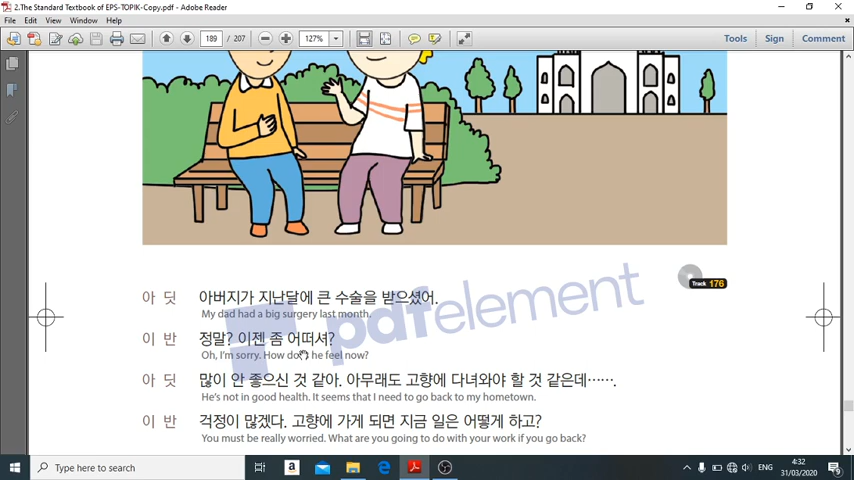 2.The Standard Textbook of EPS-TOPIK-Copy.pdf - Adobe Reader
File Edit View Window Help
189 / 207 127% Tools Sign Comment
Track 176
pdfelement
아 딧 아버지가 지난달에 큰 수술을 받으셨어.
My dad had a big surgery last month.
이 반 정말? 이젠 좀 어떠셔?
Oh, I'm sorry. How does he feel now?
아 딧 많이 안 좋으신 것 같아. 아무래도 고향에 다녀와야 할 것 같은데…….
He's not in good health. It seems that I need to go back to my hometown.
이 반 걱정이 많겠다. 고향에 가게 되면 지금 일은 어떻게 하고?
You must be really worried. What are you going to do with your work if you go back?
Type here to search
a
ENG
4:32
31/03/2020